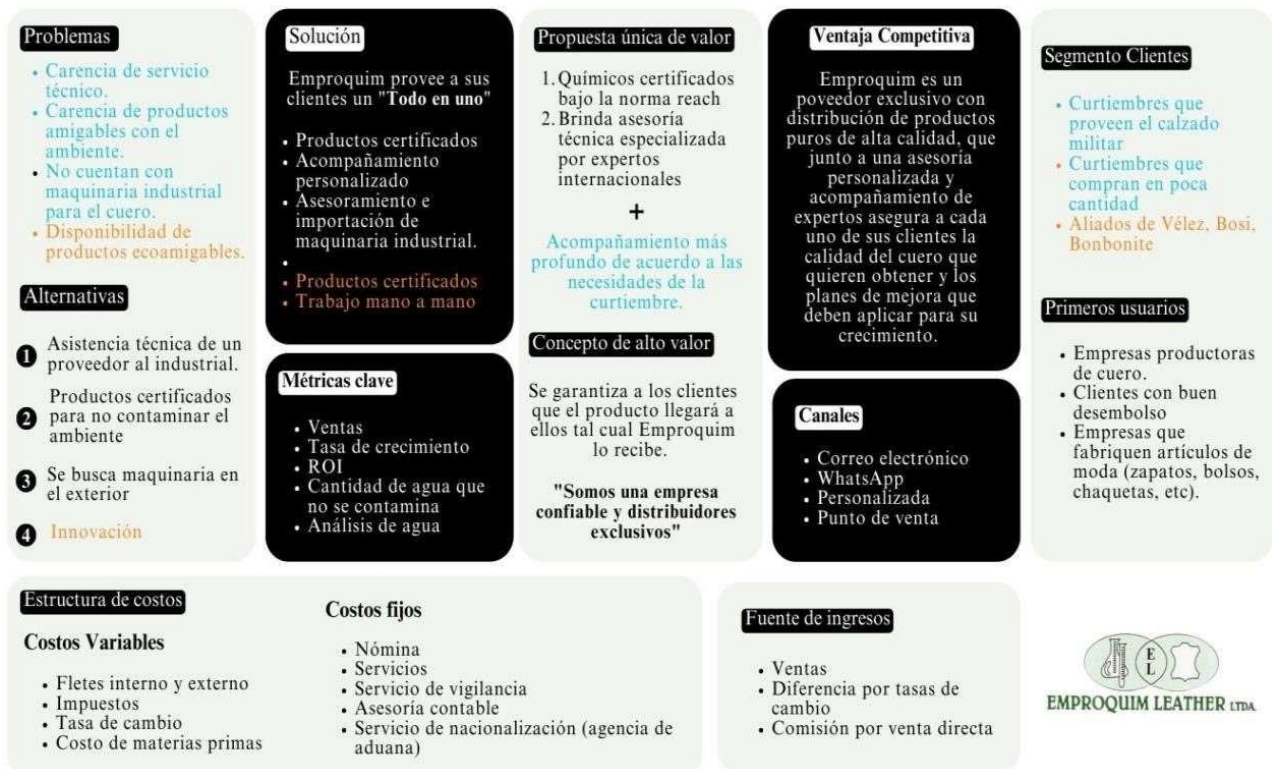 Problemas
• Carencia de servicio
técnico.
• Carencia de productos
amigables con el
ambiente.
• No cuentan con
maquinaria industrial
para el cuero.
• Disponibilidad de
productos ecoamigables.
Alternativas
1 Asistencia técnica de un
proveedor al industrial.
2 Productos certificados
para no contaminar el
ambiente
3 Se busca maquinaria en
el exterior
4 Innovación
Solución
Emproquim provee a sus
clientes un "Todo en uno"
• Productos certificados
• Acompañamiento
personalizado
• Asesoramiento e
importación de
maquinaria industrial.
•
• Productos certificados
• Trabajo mano a mano
Métricas clave
• Ventas
• Tasa de crecimiento
• ROI
• Cantidad de agua que
no se contamina
• Análisis de agua
Propuesta única de valor
1. Químicos certificados
bajo la norma reach
2. Brinda asesoría
técnica especializada
por expertos
internacionales
+
Acompañamiento más
profundo de acuerdo a las
necesidades de la
curtiembre.
Concepto de alto valor
Se garantiza a los clientes
que el producto llegará a
ellos tal cual Emproquim
lo recibe.
"Somos una empresa
confiable y distribuidores
exclusivos"
Ventaja Competitiva
Emproquim es un
poveedor exclusivo con
distribución de productos
puros de alta calidad, que
junto a una asesoría
personalizada y
acompañamiento de
expertos asegura a cada
uno de sus clientes la
calidad del cuero que
quieren obtener y los
planes de mejora que
deben aplicar para su
crecimiento.
Canales
• Correo electrónico
• WhatsApp
• Personalizada
• Punto de venta
Segmento Clientes
• Curtiembres que
proveen el calzado
militar
• Curtiembres que
compran en poca
cantidad
• Aliados de Vélez, Bosi,
Bonbonite
Primeros usuarios
• Empresas productoras
de cuero.
• Clientes con buen
desembolso
• Empresas que
fabriquen artículos de
moda (zapatos, bolsos,
chaquetas, etc).
Estructura de costos
Costos Variables
• Fletes interno y externo
• Impuestos
• Tasa de cambio
• Costo de materias primas
Costos fijos
• Nómina
• Servicios
• Servicio de vigilancia
• Asesoría contable
• Servicio de nacionalización (agencia de
aduana)
Fuente de ingresos
• Ventas
• Diferencia por tasas de
cambio
• Comisión por venta directa
E
L
EMPROQUIM LEATHER LTDA.